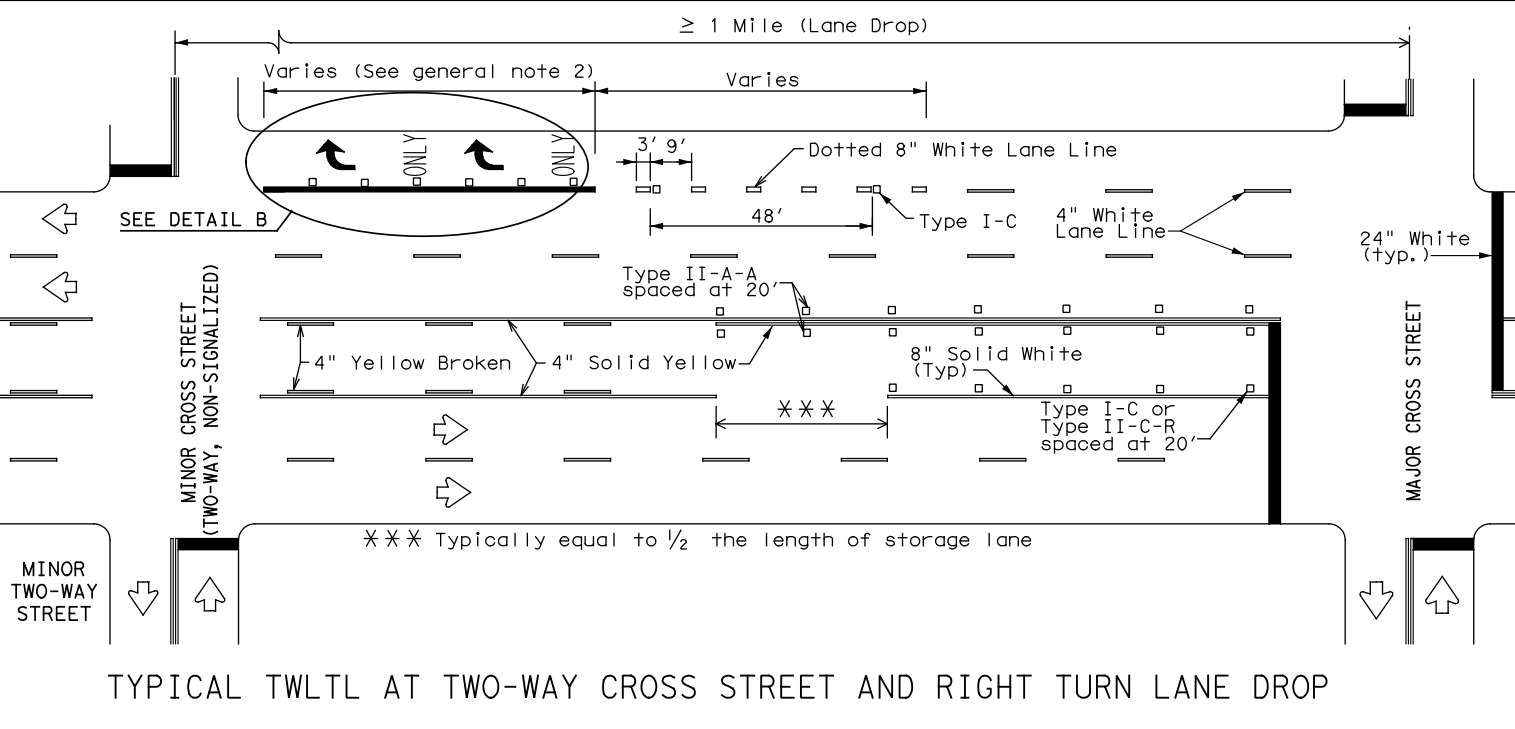 ≥ 1 Mile (Lane Drop)
Varies (See general note 2)
Varies
ONLY
ONLY
3' 9'
Dotted 8" White Lane Line
SEE DETAIL B
48'
Type I-C
4" White
Lane Line
24" White
(typ.)
Type II-A-A
spaced at 20'
MINOR CROSS STREET
(TWO-WAY, NON-SIGNALIZED)
4" Yellow Broken
4" Solid Yellow
8" Solid White
(Typ)
MAJOR CROSS STREET
***
Type I-C or
Type II-C-R
spaced at 20'
*** Typically equal to ½ the length of storage lane
MINOR
TWO-WAY
STREET
TYPICAL TWLTL AT TWO-WAY CROSS STREET AND RIGHT TURN LANE DROP